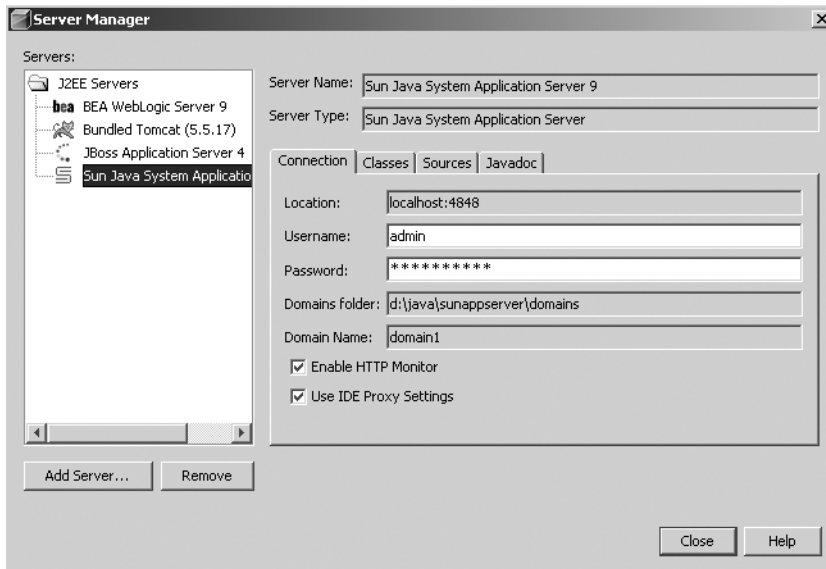 Server Manager
Servers:
J2EE Servers
bea BEA WebLogic Server 9
Bundled Tomcat (5.5.17)
JBoss Application Server 4
Sun Java System Applicatio
Server Name: Sun Java System Application Server 9
Server Type: Sun Java System Application Server
Connection Classes Sources Javadoc
Location: localhost:4848
Username: admin
Password: **********
Domains folder: d:\java\sunappserver\domains
Domain Name: domain1
Enable HTTP Monitor
Use IDE Proxy Settings
Add Server... Remove
Close Help